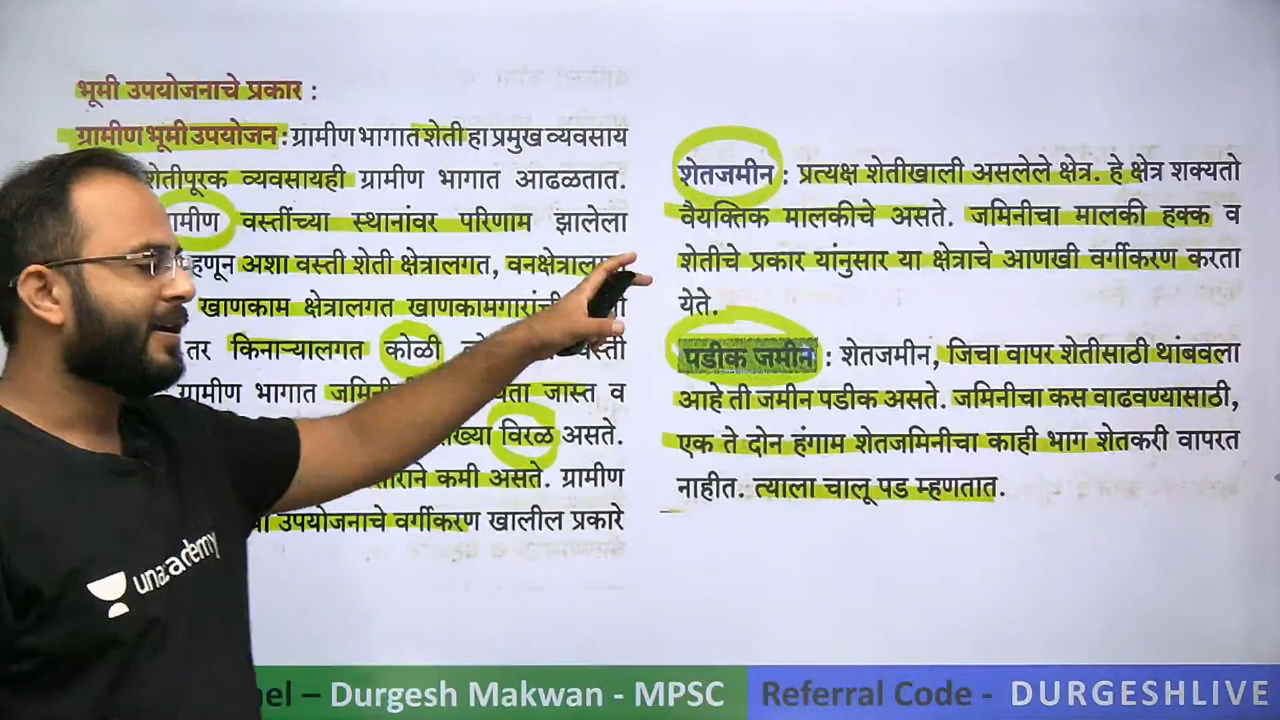 भूमी उपयोजनाचे प्रकार :
ग्रामीण भूमी उपयोजन : ग्रामीण भागात शेती हा प्रमुख व्यवसाय
शेतीपूरक व्यवसायही ग्रामीण भागात आढळतात.
वस्तींच्या स्थानांवर परिणाम झालेला
अशा वस्ती शेती क्षेत्रालगत,
खाणकाम क्षेत्रालगत
तर किनाऱ्यालगत कोळी
ग्रामीण भागात जास्त व
विरळ असते.
कमी असते. ग्रामीण
उपयोजनाचे वर्गीकरण खालील प्रकारे
शेतजमीन : प्रत्यक्ष शेतीखाली असलेले क्षेत्र. हे क्षेत्र शक्यतो
वैयक्तिक मालकीचे असते. जमिनीचा मालकी हक्क व
शेतीचे प्रकार यांनुसार या क्षेत्राचे आणखी वर्गीकरण करता
येते.
पडीक जमीन : शेतजमीन, जिचा वापर शेतीसाठी थांबवला
आहे ती जमीन पडीक असते. जमिनीचा कस वाढवण्यासाठी,
एक ते दोन हंगाम शेतजमिनीचा काही भाग शेतकरी वापरत
नाहीत. त्याला चालू पड म्हणतात.
unacademy
– Durgesh Makwan - MPSC
Referral Code - DURGESHLIVE